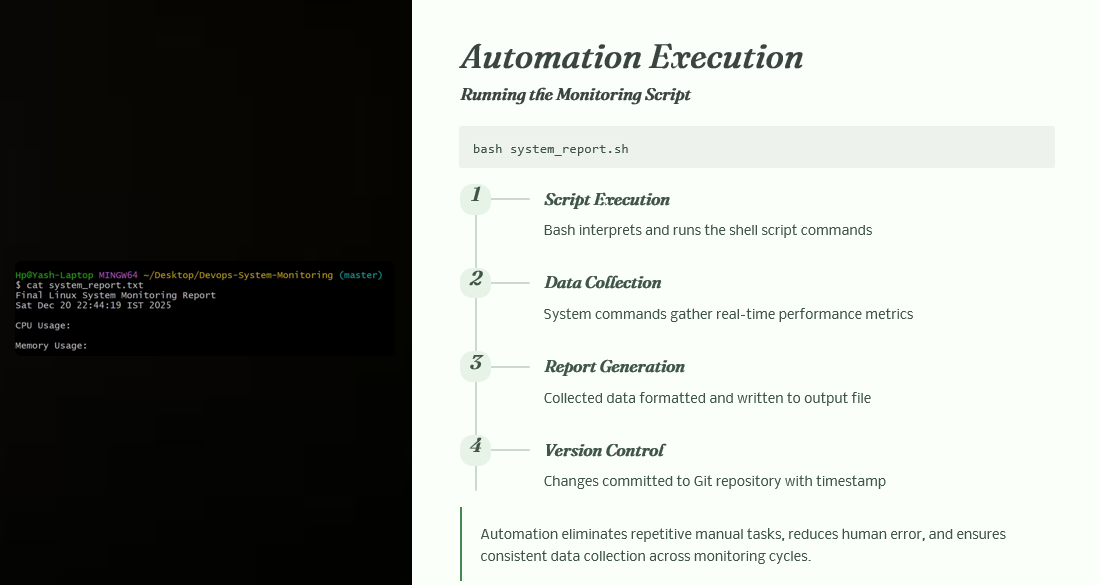 Hp@Yash-Laptop MINGW64 ~/Desktop/Devops-System-Monitoring (master)
$ cat system_report.txt
Final Linux System Monitoring Report
Sat Dec 20 22:44:19 IST 2025
CPU Usage:
Memory Usage:
Automation Execution
Running the Monitoring Script
bash system_report.sh
1
Script Execution
Bash interprets and runs the shell script commands
2
Data Collection
System commands gather real-time performance metrics
3
Report Generation
Collected data formatted and written to output file
4
Version Control
Changes committed to Git repository with timestamp
Automation eliminates repetitive manual tasks, reduces human error, and ensures
consistent data collection across monitoring cycles.